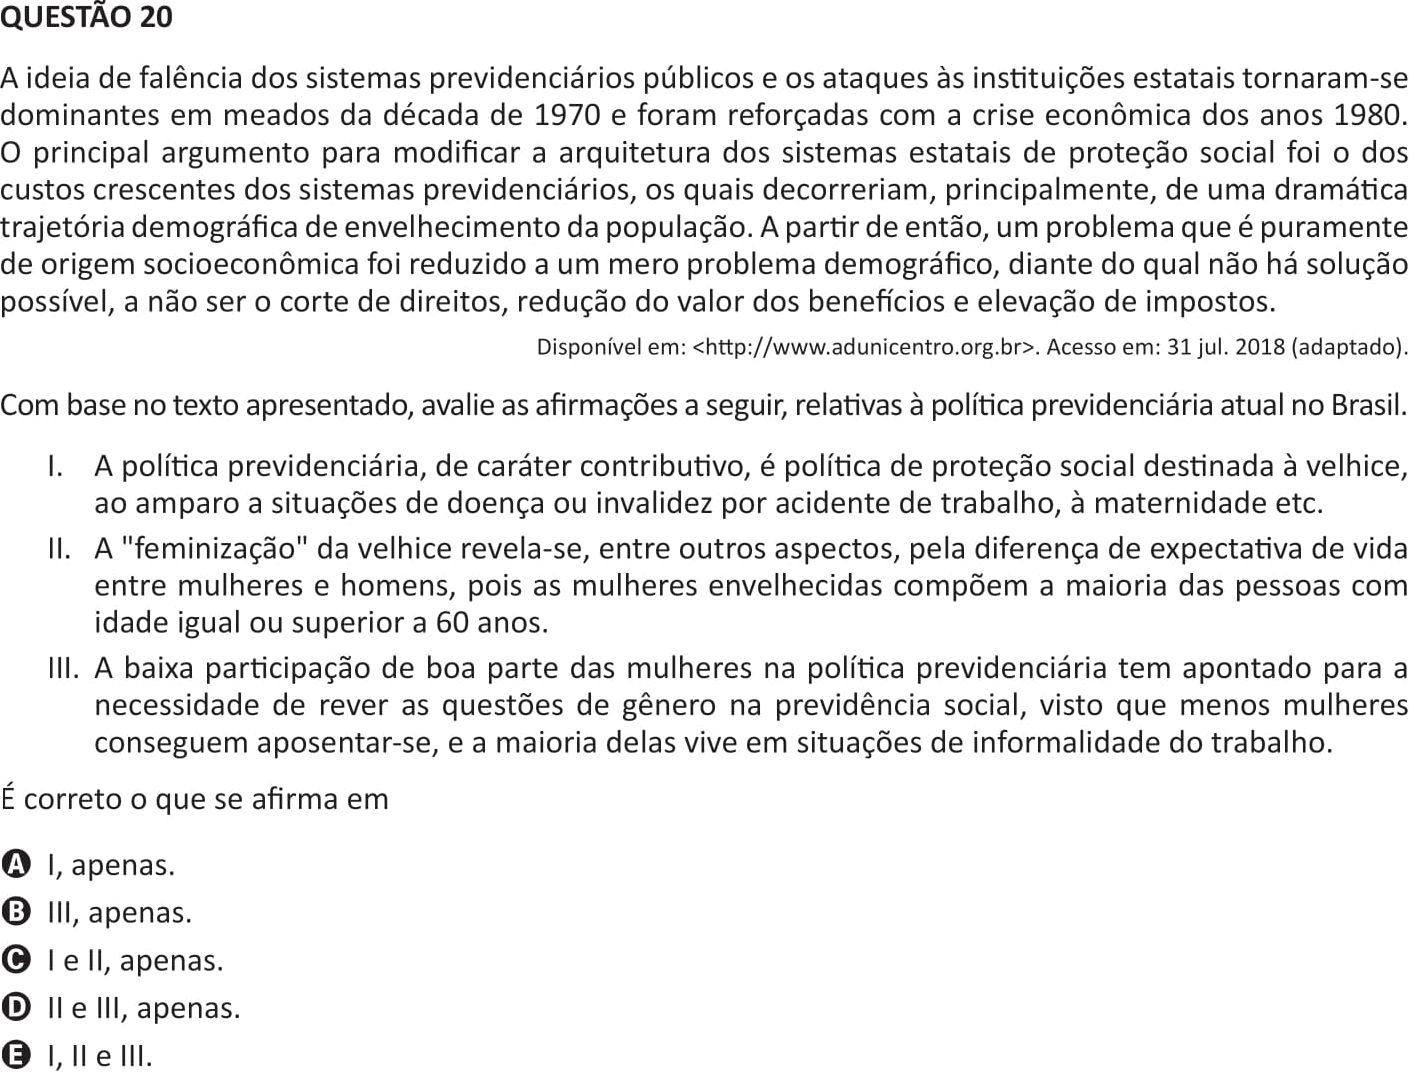 QUESTÃO 20
A ideia de falência dos sistemas previdenciários públicos e os ataques às instituições estatais tornaram-se
dominantes em meados da década de 1970 e foram reforçadas com a crise econômica dos anos 1980.
O principal argumento para modificar a arquitetura dos sistemas estatais de proteção social foi o dos
custos crescentes dos sistemas previdenciários, os quais decorreriam, principalmente, de uma dramática
trajetória demográfica de envelhecimento da população. A partir de então, um problema que é puramente
de origem socioeconômica foi reduzido a um mero problema demográfico, diante do qual não há solução
possível, a não ser o corte de direitos, redução do valor dos benefícios e elevação de impostos.
Disponível em: <http://www.adunicentro.org.br>. Acesso em: 31 jul. 2018 (adaptado).
Com base no texto apresentado, avalie as afirmações a seguir, relativas à política previdenciária atual no Brasil.
I. A política previdenciária, de caráter contributivo, é política de proteção social destinada à velhice,
ao amparo a situações de doença ou invalidez por acidente de trabalho, à maternidade etc.
II. A "feminização" da velhice revela-se, entre outros aspectos, pela diferença de expectativa de vida
entre mulheres e homens, pois as mulheres envelhecidas compõem a maioria das pessoas com
idade igual ou superior a 60 anos.
III. A baixa participação de boa parte das mulheres na política previdenciária tem apontado para a
necessidade de rever as questões de gênero na previdência social, visto que menos mulheres
conseguem aposentar-se, e a maioria delas vive em situações de informalidade do trabalho.
É correto o que se afirma em
A I, apenas.
B III, apenas.
C I e II, apenas.
D II e III, apenas.
E I, II e III.